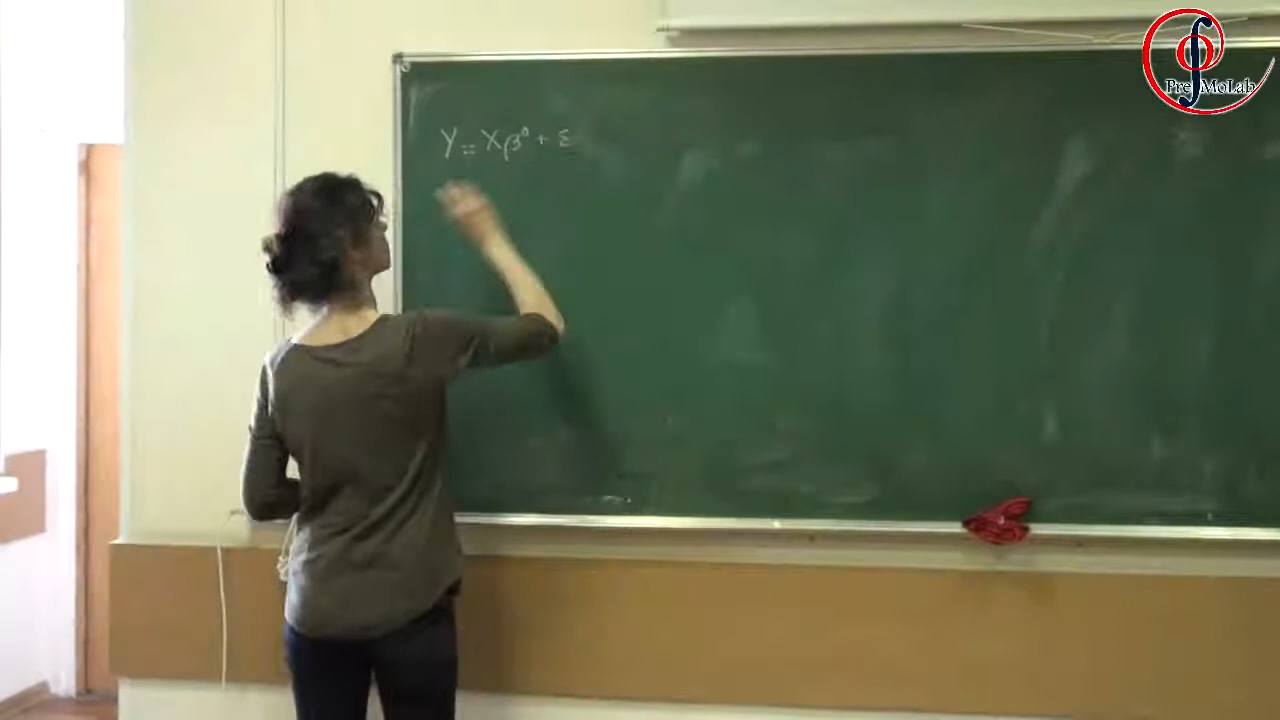 PreMoLab
Y = Xβ⁰ + ε